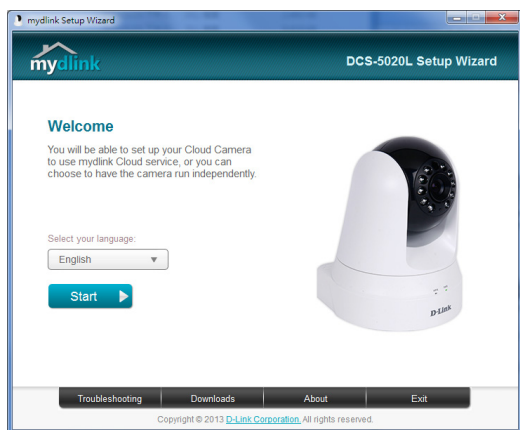 mydlink Setup Wizard
mydlink
DCS-5020L Setup Wizard
Welcome
You will be able to set up your Cloud Camera
to use mydlink Cloud service, or you can
choose to have the camera run independently.
Select your language:
English
Start
D-Link
Troubleshooting Downloads About Exit
Copyright © 2013 D-Link Corporation. All rights reserved.